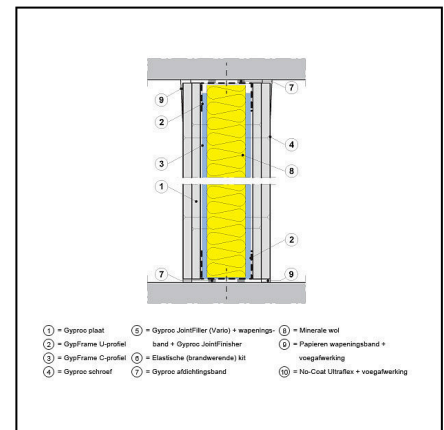 7
9
2
4
3
8
1
2
7
9
1 = Gyproc plaat
2 = GypFrame U-profiel
3 = GypFrame C-profiel
4 = Gyproc schroef
5 = Gyproc JointFiller (Vario) + wapenings-
band + Gyproc JointFinisher
6 = Elastische (brandwerende) kit
7 = Gyproc afdichtingsband
8 = Minerale wol
9 = Papieren wapeningsband +
voegafwerking
10 = No-Coat Ultraflex + voegafwerking